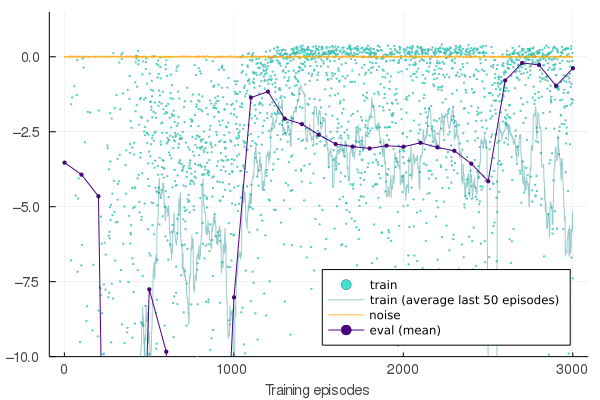 0.0
−2.5
−5.0
−7.5
−10.0
train
train (average last 50 episodes)
noise
eval (mean)
0 1000 2000 3000
Training episodes